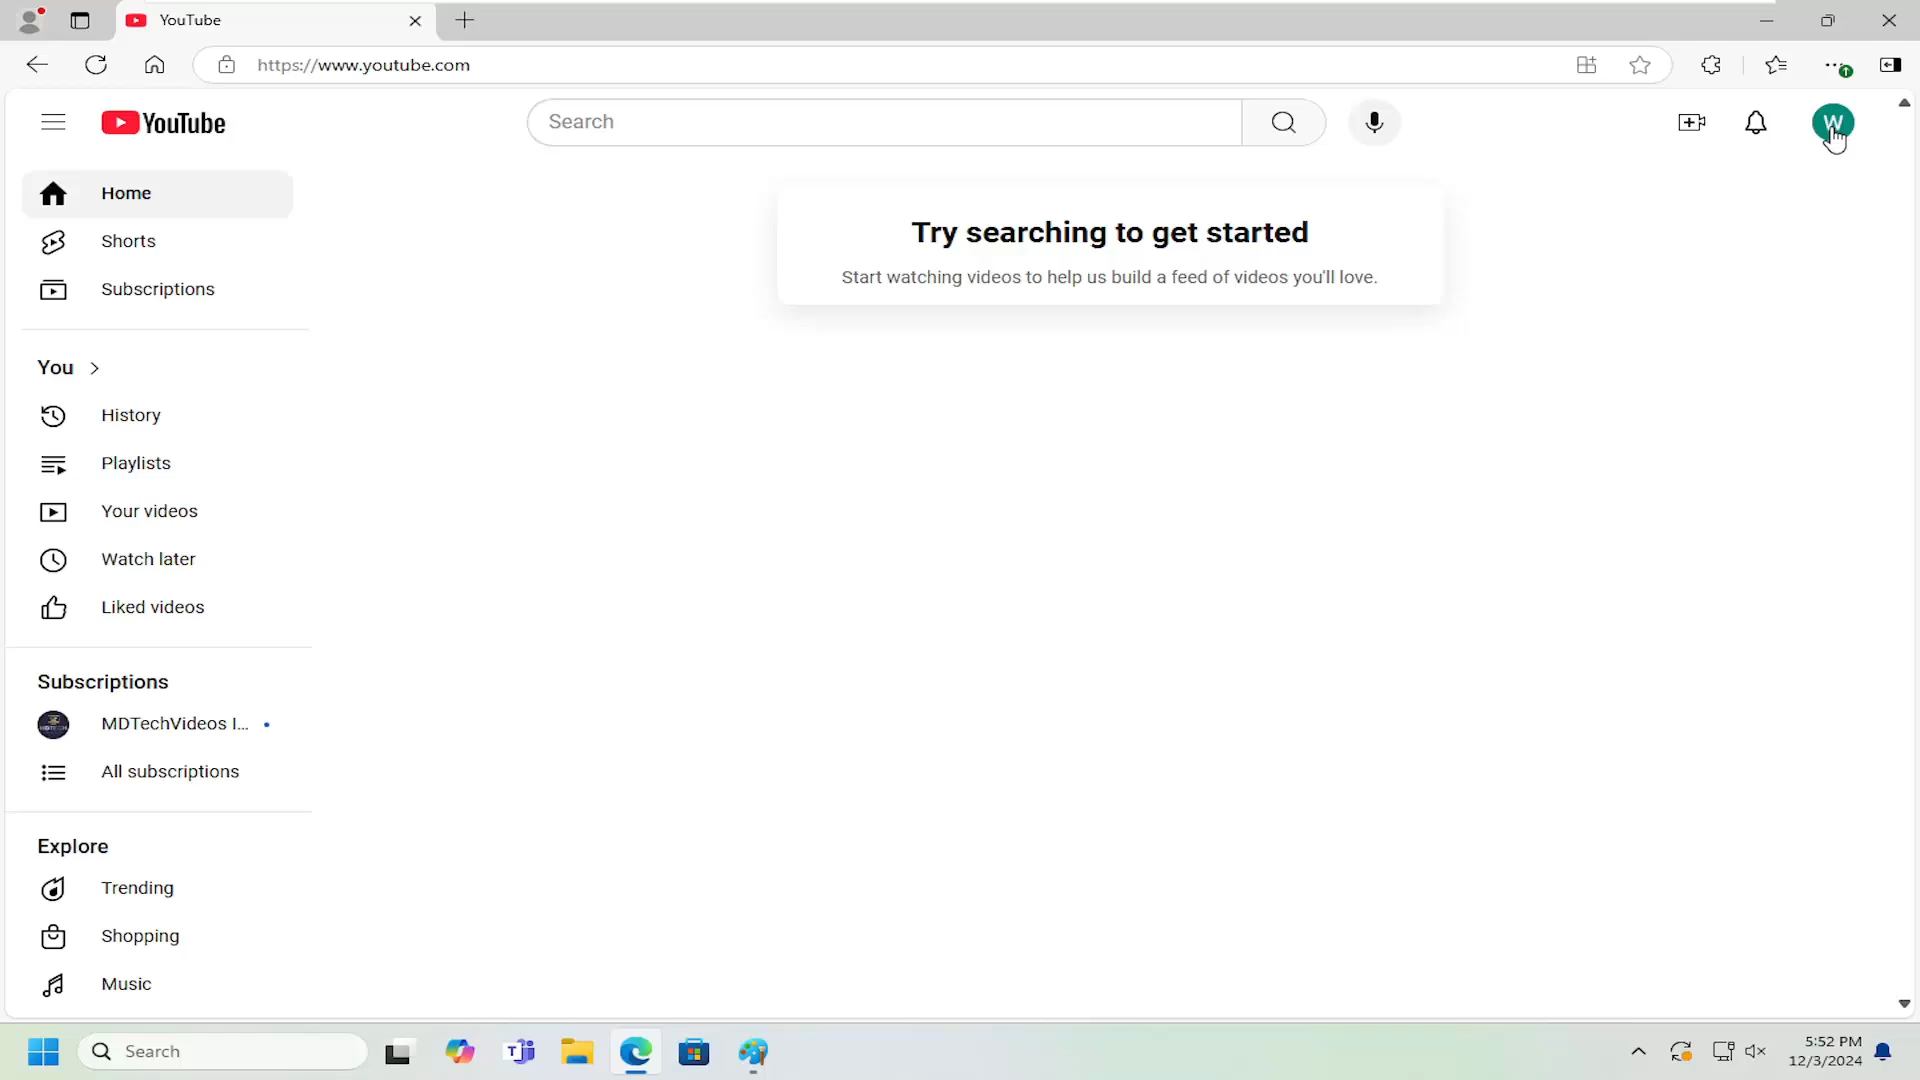 YouTube
https://www.youtube.com
YouTube
Search
W
Home
Try searching to get started
Shorts
Start watching videos to help us build a feed of videos you'll love.
Subscriptions
You
History
Playlists
Your videos
Watch later
Liked videos
Subscriptions
MDTechVideos I...
All subscriptions
Explore
Trending
Shopping
Music
Search
5:52 PM
12/3/2024